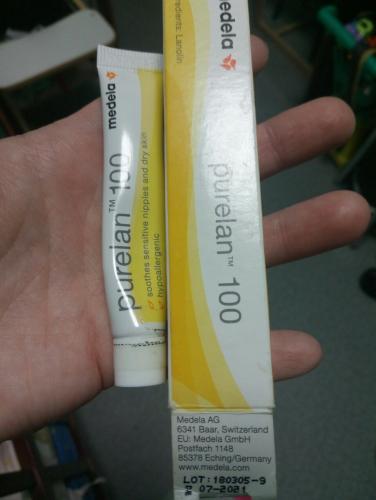 medela
purelan™ 100
soothes sensitive nipples and dry skin
hypoallergenic
Lanolin
medela
purelan™ 100
Medela AG
6341 Baar, Switzerland
EU: Medela GmbH
Postfach 1148
85378 Eching/Germany
www.medela.com
LOT:180305-9
07-2021